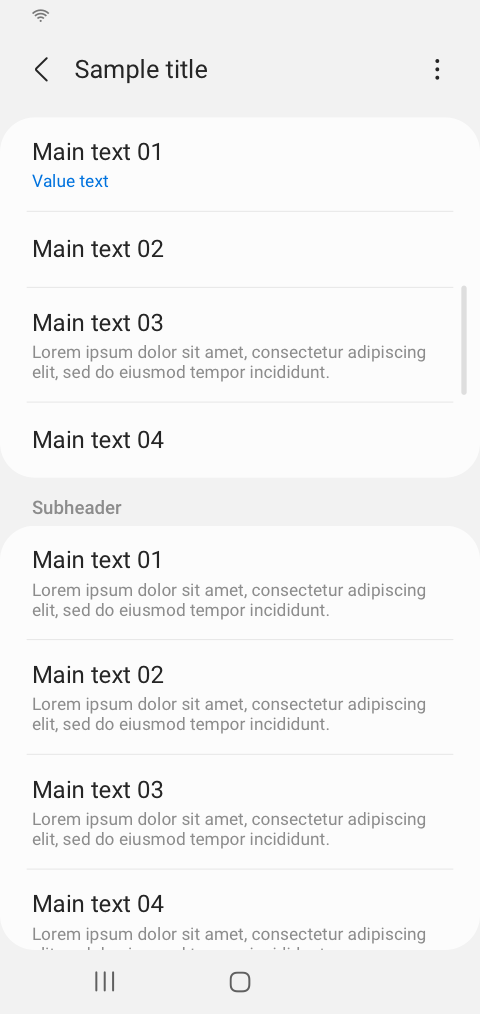 Sample title
Main text 01
Value text
Main text 02
Main text 03
Lorem ipsum dolor sit amet, consectetur adipiscing
elit, sed do eiusmod tempor incididunt.
Main text 04
Subheader
Main text 01
Lorem ipsum dolor sit amet, consectetur adipiscing
elit, sed do eiusmod tempor incididunt.
Main text 02
Lorem ipsum dolor sit amet, consectetur adipiscing
elit, sed do eiusmod tempor incididunt.
Main text 03
Lorem ipsum dolor sit amet, consectetur adipiscing
elit, sed do eiusmod tempor incididunt.
Main text 04
Lorem ipsum dolor sit amet, consectetur adipiscing